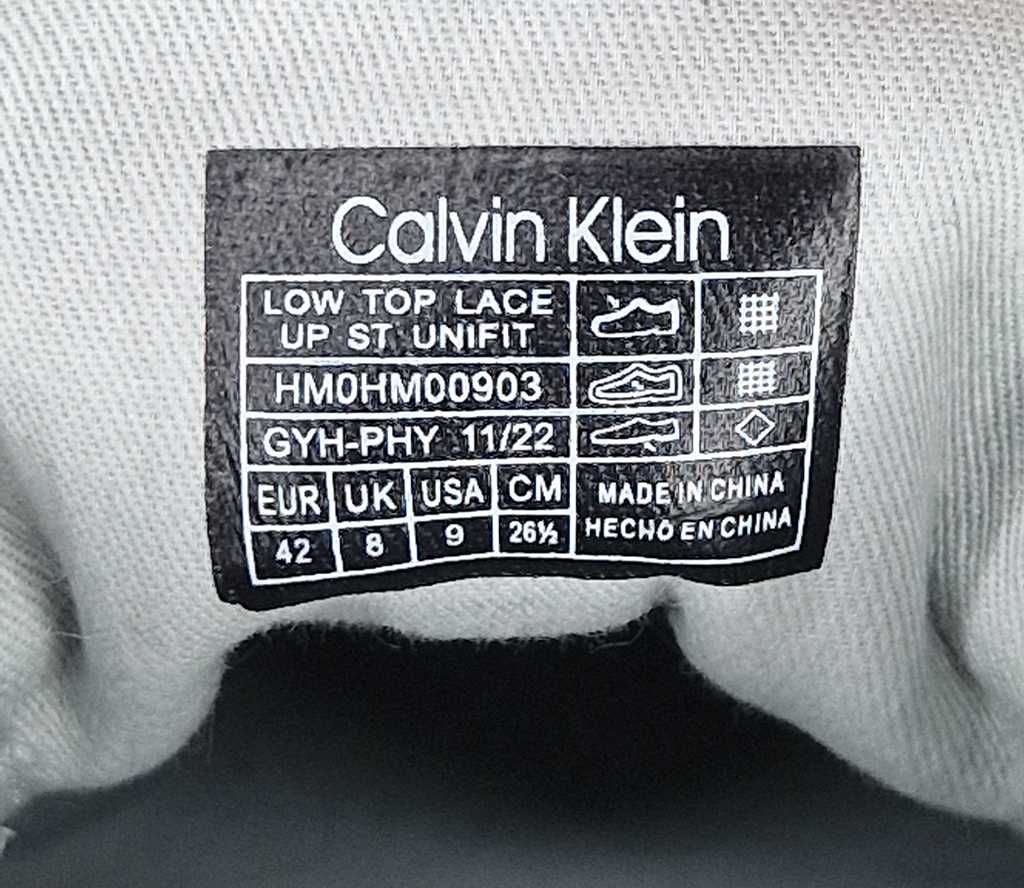 Calvin Klein
LOW TOP LACE
UP ST UNIFIT
HM0HM00903
GYH-PHY 11/22
EUR UK USA CM
42 8 9 26½
MADE IN CHINA
HECHO EN CHINA